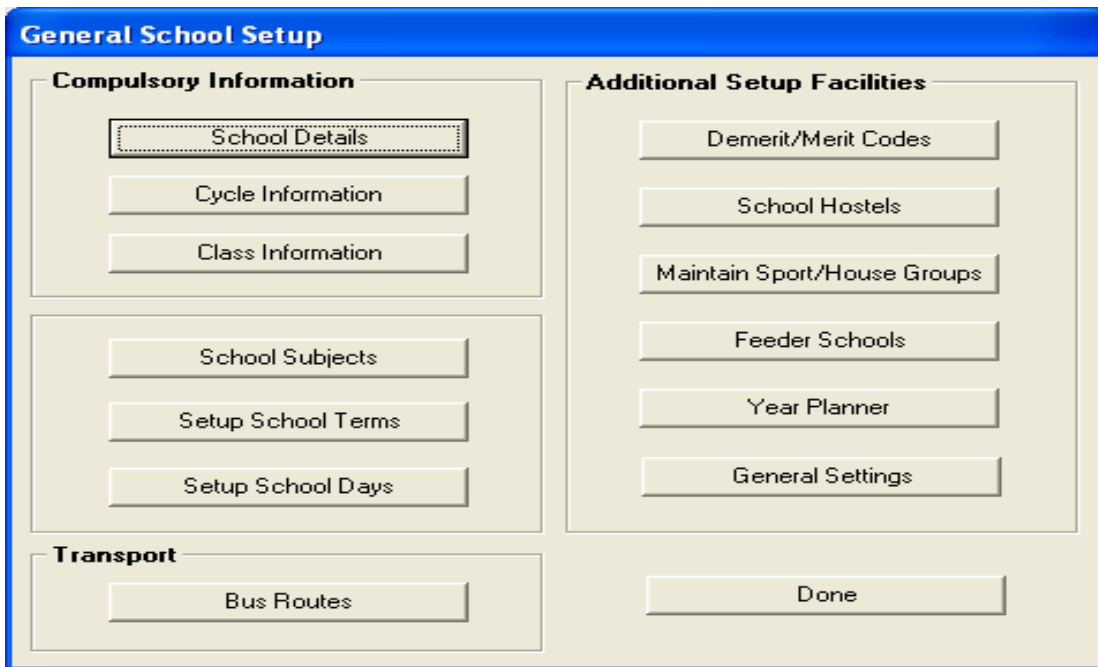 General School Setup
Compulsory Information
School Details
Cycle Information
Class Information
School Subjects
Setup School Terms
Setup School Days
Transport
Bus Routes
Additional Setup Facilities
Demerit/Merit Codes
School Hostels
Maintain Sport/House Groups
Feeder Schools
Year Planner
General Settings
Done